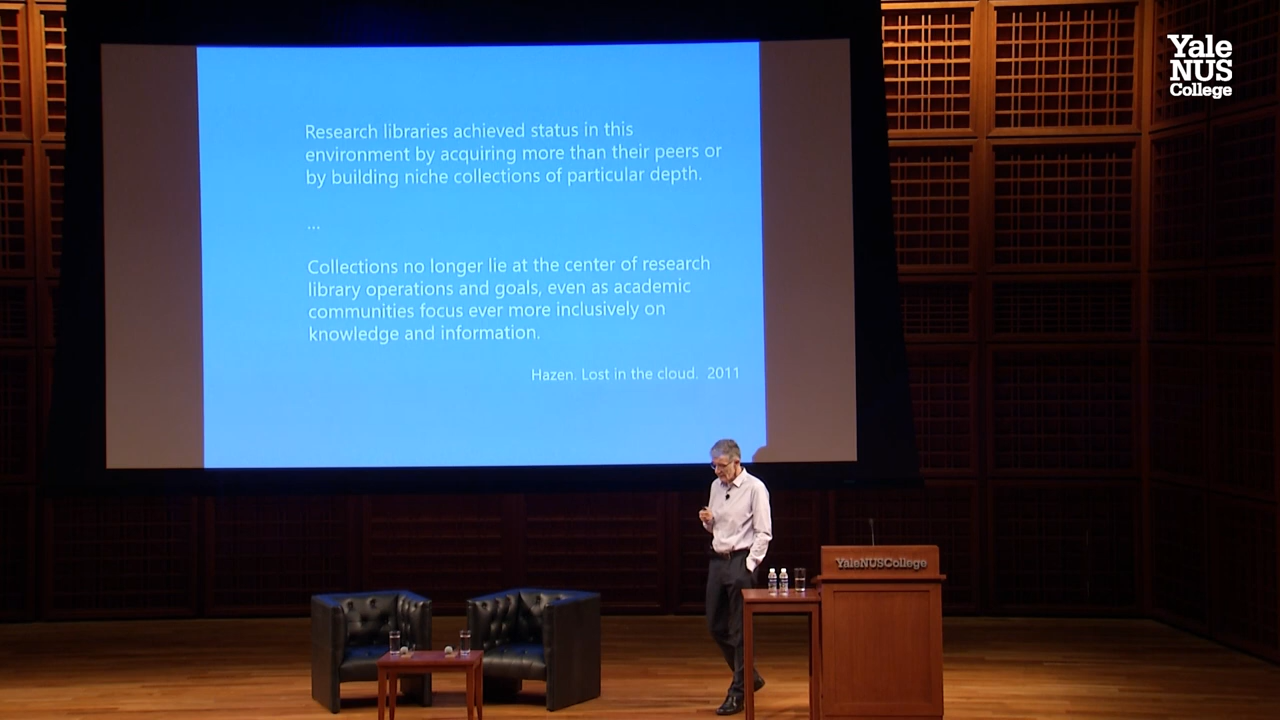 Yale
NUS
College
Research libraries achieved status in this
environment by acquiring more than their peers or
by building niche collections of particular depth.
...
Collections no longer lie at the center of research
library operations and goals, even as academic
communities focus ever more inclusively on
knowledge and information.
Hazen. Lost in the cloud. 2011
YaleNUSCollege